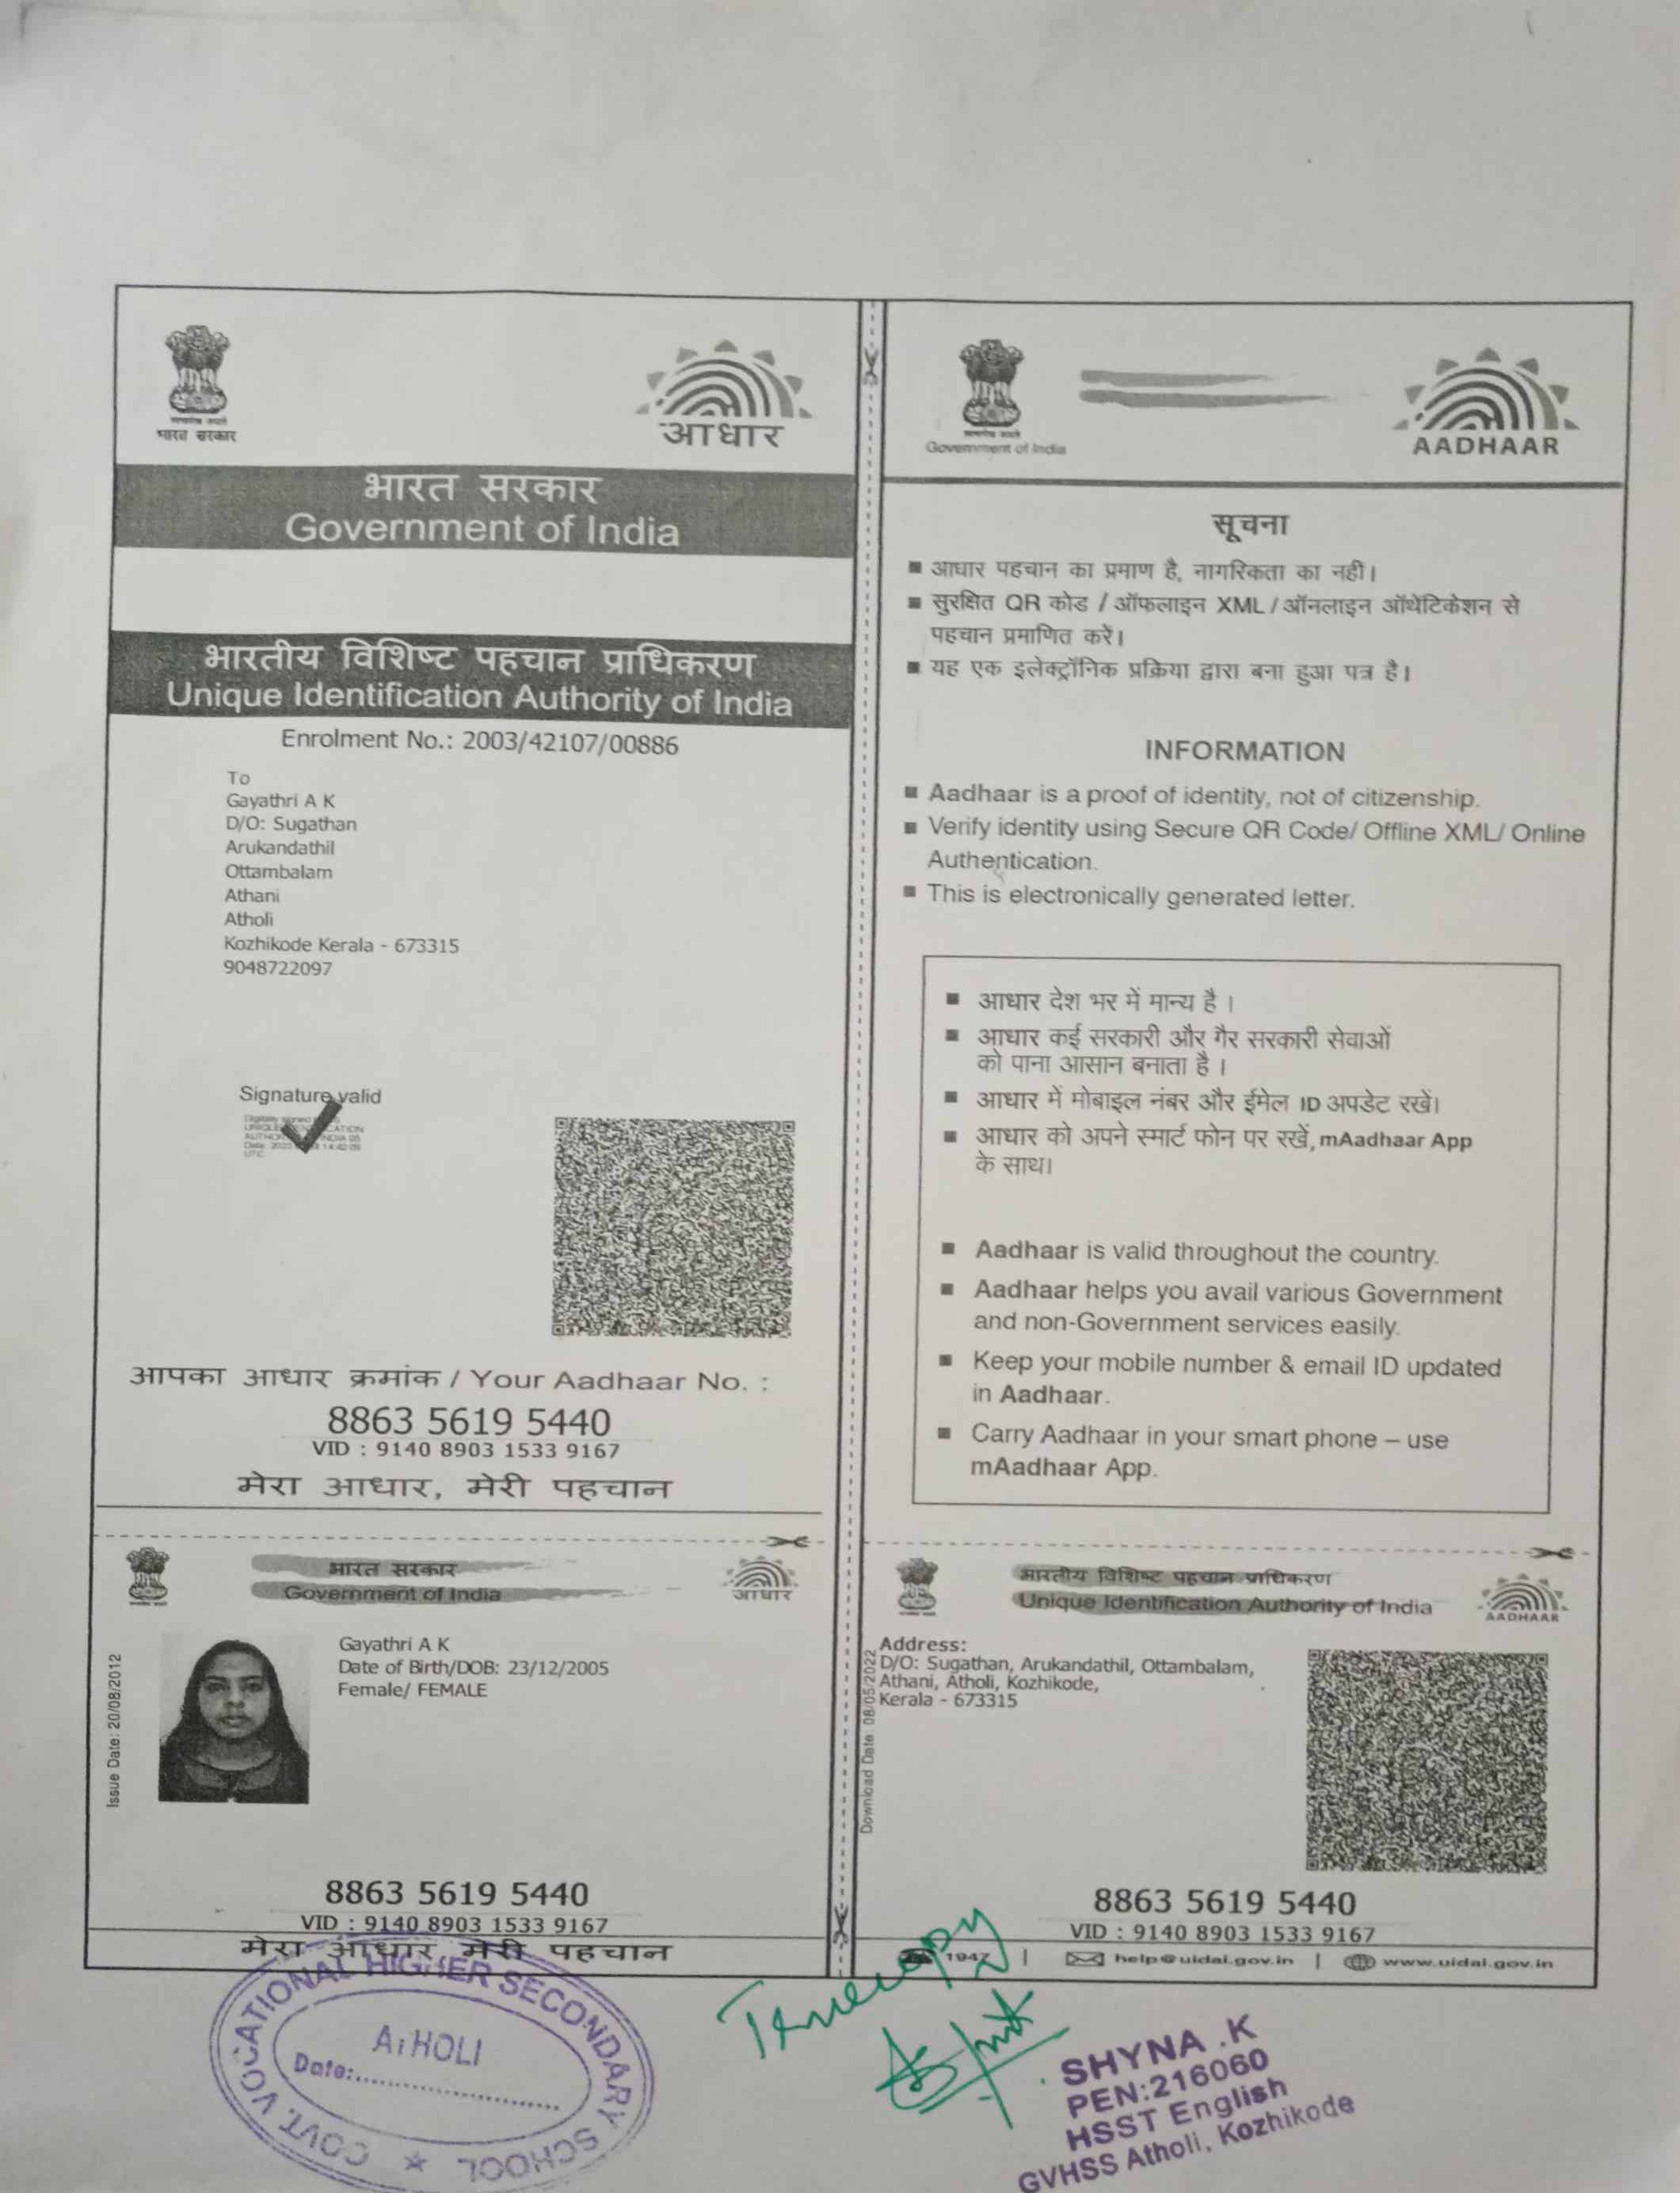 भारत सरकार
आधार
भारत सरकार
Government of India
भारतीय विशिष्ट पहचान प्राधिकरण
Unique Identification Authority of India
Enrolment No.: 2003/42107/00886
To
Gayathri A K
D/O: Sugathan
Arukandathil
Ottambalam
Athani
Atholi
Kozhikode Kerala - 673315
9048722097
Signature valid
आपका आधार क्रमांक / Your Aadhaar No. :
8863 5619 5440
VID : 9140 8903 1533 9167
मेरा आधार, मेरी पहचान
Government of India
AADHAAR
सूचना
■ आधार पहचान का प्रमाण है, नागरिकता का नहीं।
■ सुरक्षित QR कोड / ऑफलाइन XML / ऑनलाइन ऑथेंटिकेशन से
पहचान प्रमाणित करें।
■ यह एक इलेक्ट्रॉनिक प्रक्रिया द्वारा बना हुआ पत्र है।
INFORMATION
■ Aadhaar is a proof of identity, not of citizenship.
■ Verify identity using Secure QR Code/ Offline XML/ Online
Authentication.
■ This is electronically generated letter.
■ आधार देश भर में मान्य है ।
■ आधार कई सरकारी और गैर सरकारी सेवाओं
को पाना आसान बनाता है ।
■ आधार में मोबाइल नंबर और ईमेल ID अपडेट रखें।
■ आधार को अपने स्मार्ट फोन पर रखें, mAadhaar App
के साथ।
■ Aadhaar is valid throughout the country.
■ Aadhaar helps you avail various Government
and non-Government services easily.
■ Keep your mobile number & email ID updated
in Aadhaar.
■ Carry Aadhaar in your smart phone – use
mAadhaar App.
भारत सरकार
Government of India
आधार
Issue Date: 20/08/2012
Gayathri A K
Date of Birth/DOB: 23/12/2005
Female/ FEMALE
8863 5619 5440
VID : 9140 8903 1533 9167
मेरा आधार, मेरी पहचान
भारतीय विशिष्ट पहचान प्राधिकरण
Unique Identification Authority of India
AADHAAR
Download Date: 08/05/2022
Address:
D/O: Sugathan, Arukandathil, Ottambalam,
Athani, Atholi, Kozhikode,
Kerala - 673315
8863 5619 5440
VID : 9140 8903 1533 9167
1947 | help@uidai.gov.in | www.uidai.gov.in
GOVT. VOCATIONAL HIGHER SECONDARY SCHOOL
ATHOLI
Date:
True copy
SHYNA .K
PEN:216060
HSST English
GVHSS Atholi, Kozhikode